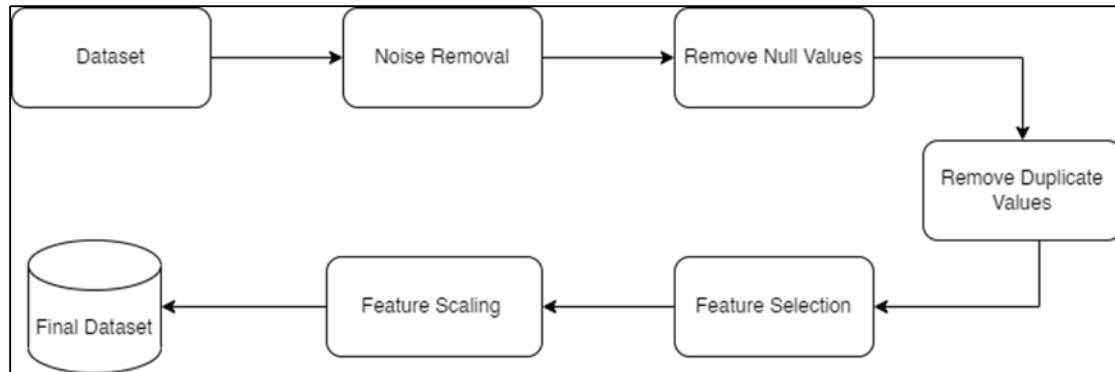 Dataset
Noise Removal
Remove Null Values
Remove Duplicate
Values
Feature Selection
Feature Scaling
Final Dataset